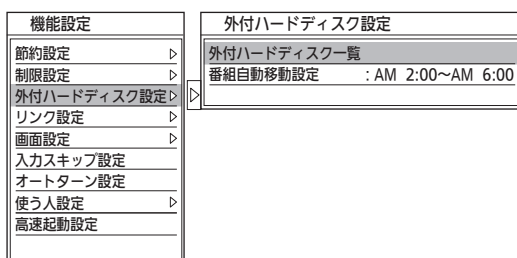 機能設定
節約設定
制限設定
外付ハードディスク設定
リンク設定
画面設定
入力スキップ設定
オートターン設定
使う人設定
高速起動設定
外付ハードディスク設定
外付ハードディスク一覧
番組自動移動設定 : AM 2:00~AM 6:00